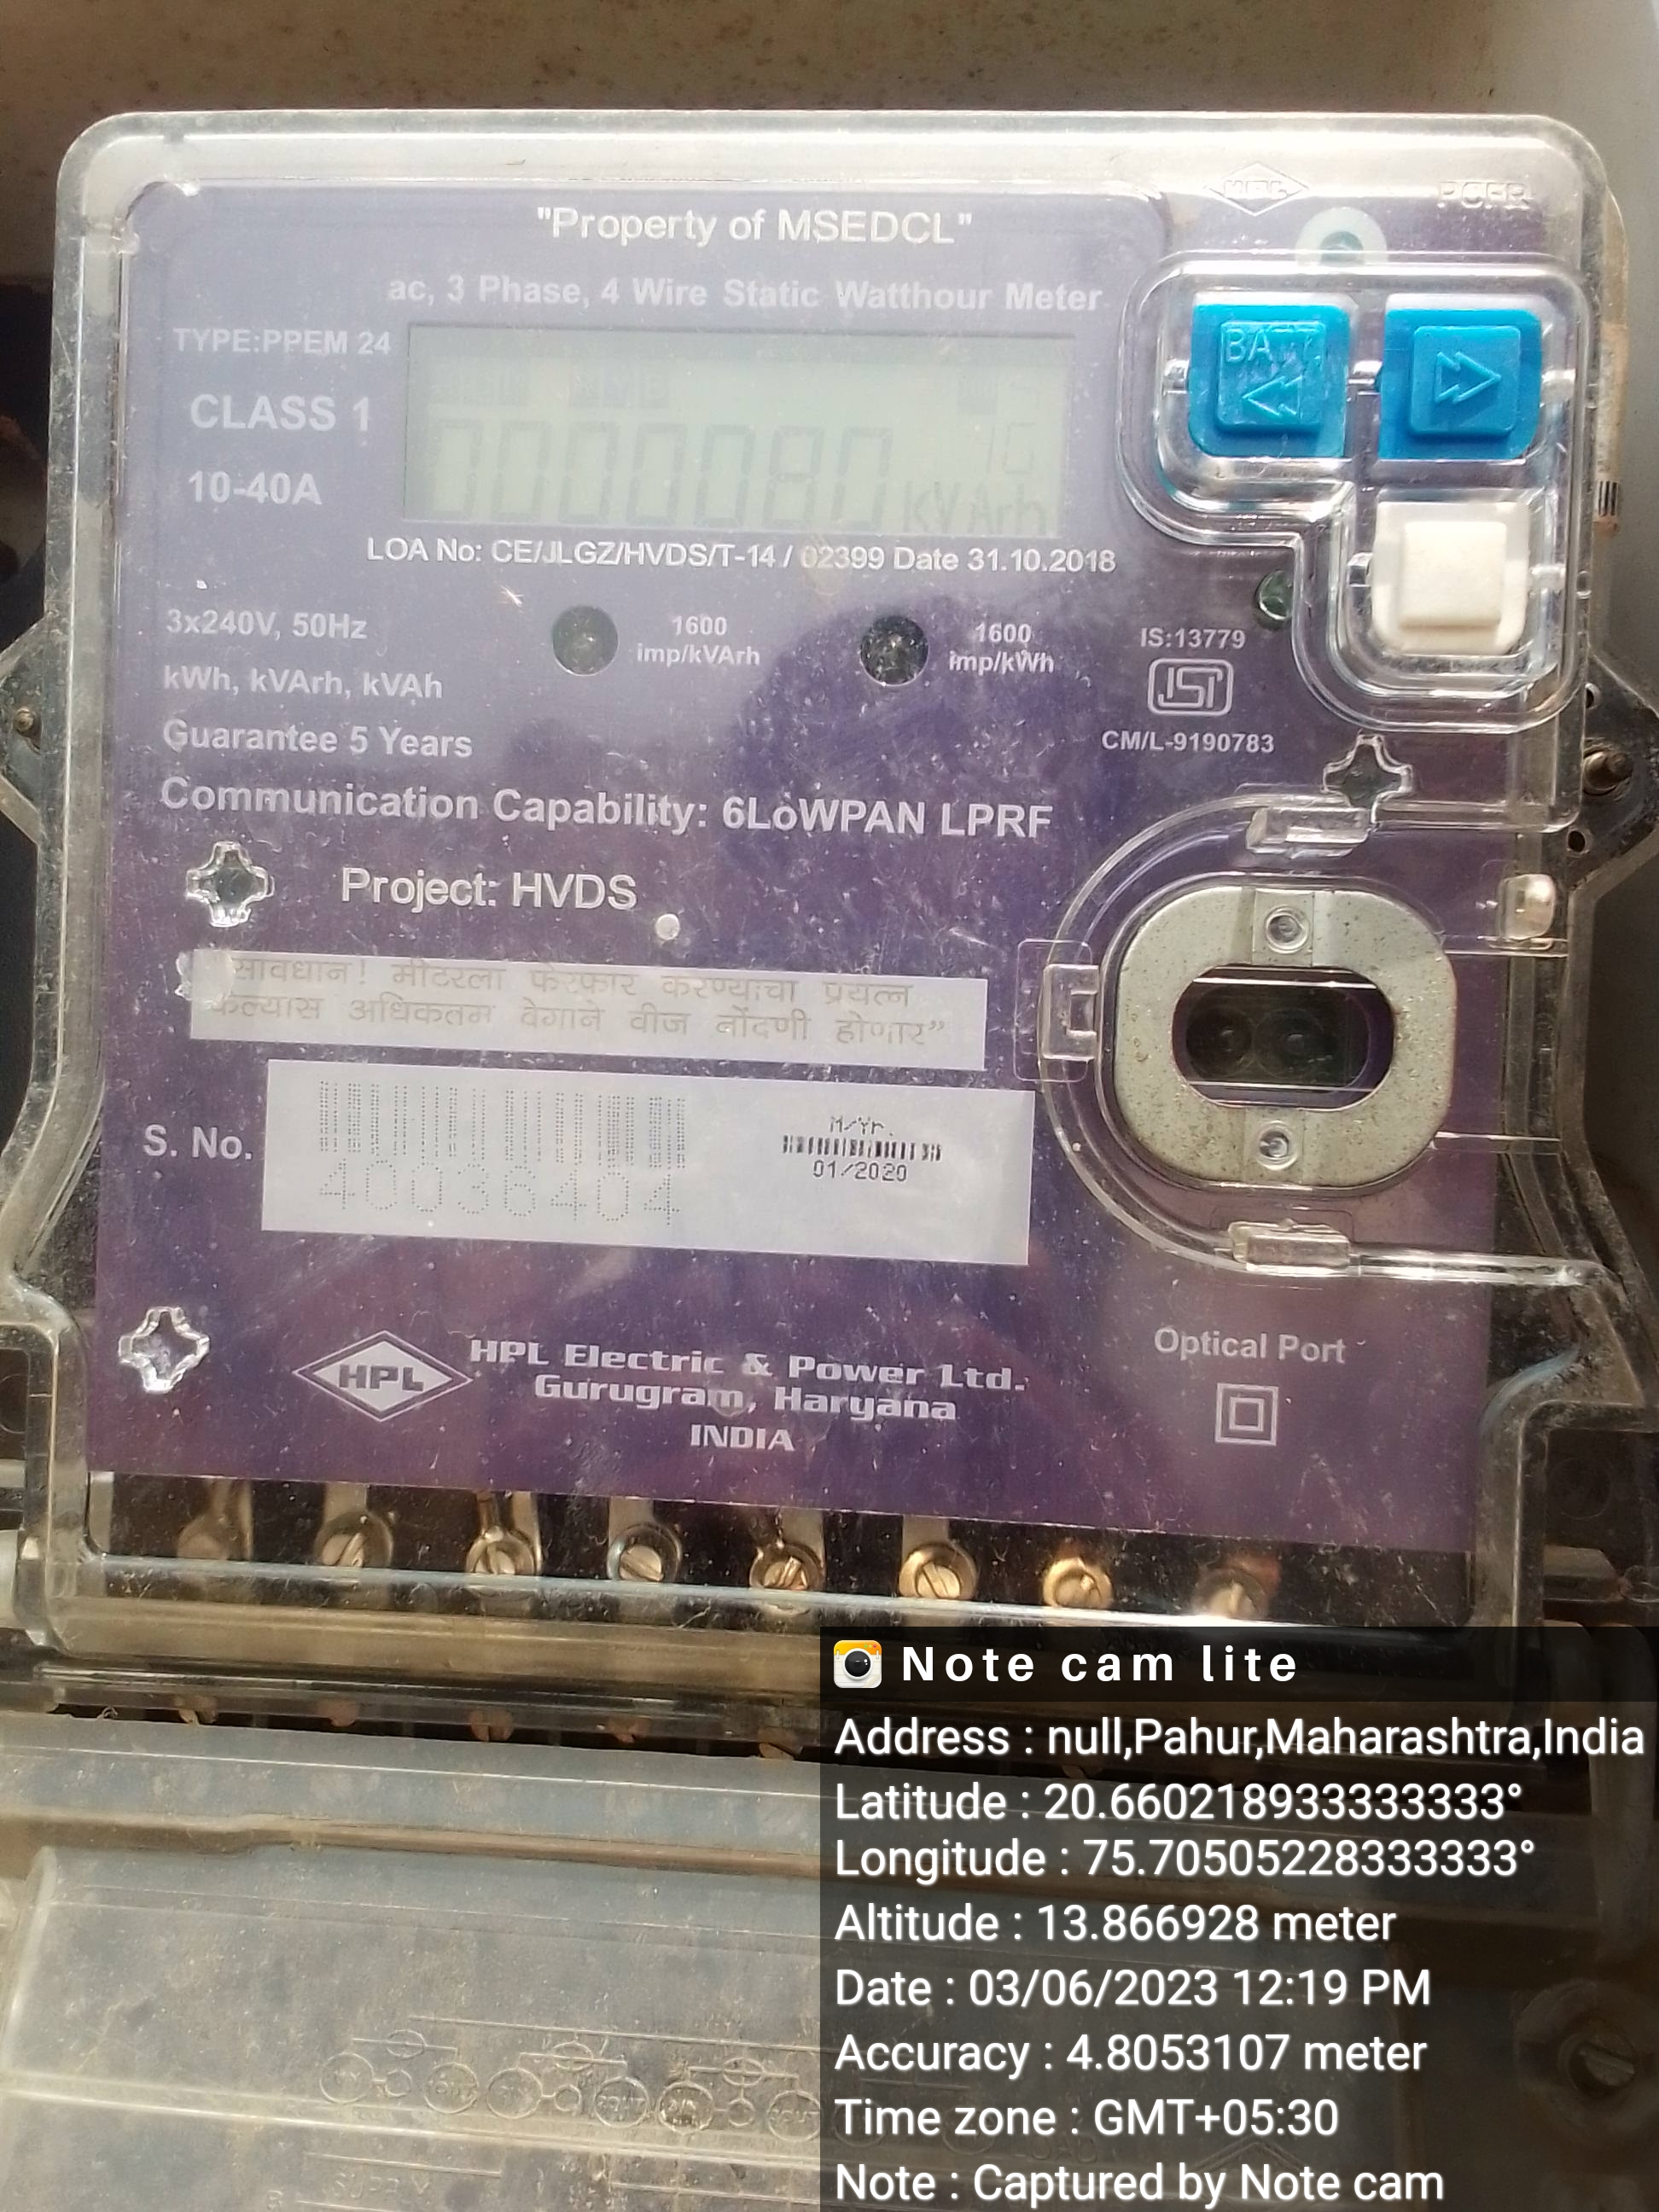 HPL
"Property of MSEDCL"
ac, 3 Phase, 4 Wire Static Watthour Meter
TYPE:PPEM 24
CLASS 1
10-40A
BATT.
0000080 kVArh
LOA No: CE/JLGZ/HVDS/T-14 / 02399 Date 31.10.2018
3x240V, 50Hz
1600
imp/kVArh
1600
imp/kWh
IS:13779
ISI
kWh, kVArh, kVAh
CM/L-9190783
Guarantee 5 Years
Communication Capability: 6LoWPAN LPRF
Project: HVDS
सावधान! मीटरला फेरफार करण्याचा प्रयत्न
केल्यास अधिकतम वेगाने वीज नोंदणी होणार”
S. No.
40036404
M/Yr.
01/2020
HPL
HPL Electric & Power Ltd.
Gurugram, Haryana
INDIA
Optical Port
Note cam lite
Address : null,Pahur,Maharashtra,India
Latitude : 20.660218933333333°
Longitude : 75.70505228333333°
Altitude : 13.866928 meter
Date : 03/06/2023 12:19 PM
Accuracy : 4.8053107 meter
Time zone : GMT+05:30
Note : Captured by Note cam